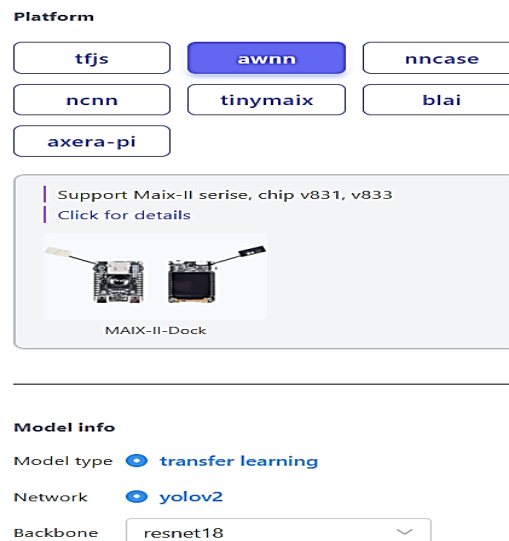 Platform
tfjs awnn nncase
ncnn tinymaix blai
axera-pi
Support Maix-II serise, chip v831, v833
Click for details
MAIX-II-Dock
Model info
Model type transfer learning
Network yolov2
Backbone resnet18